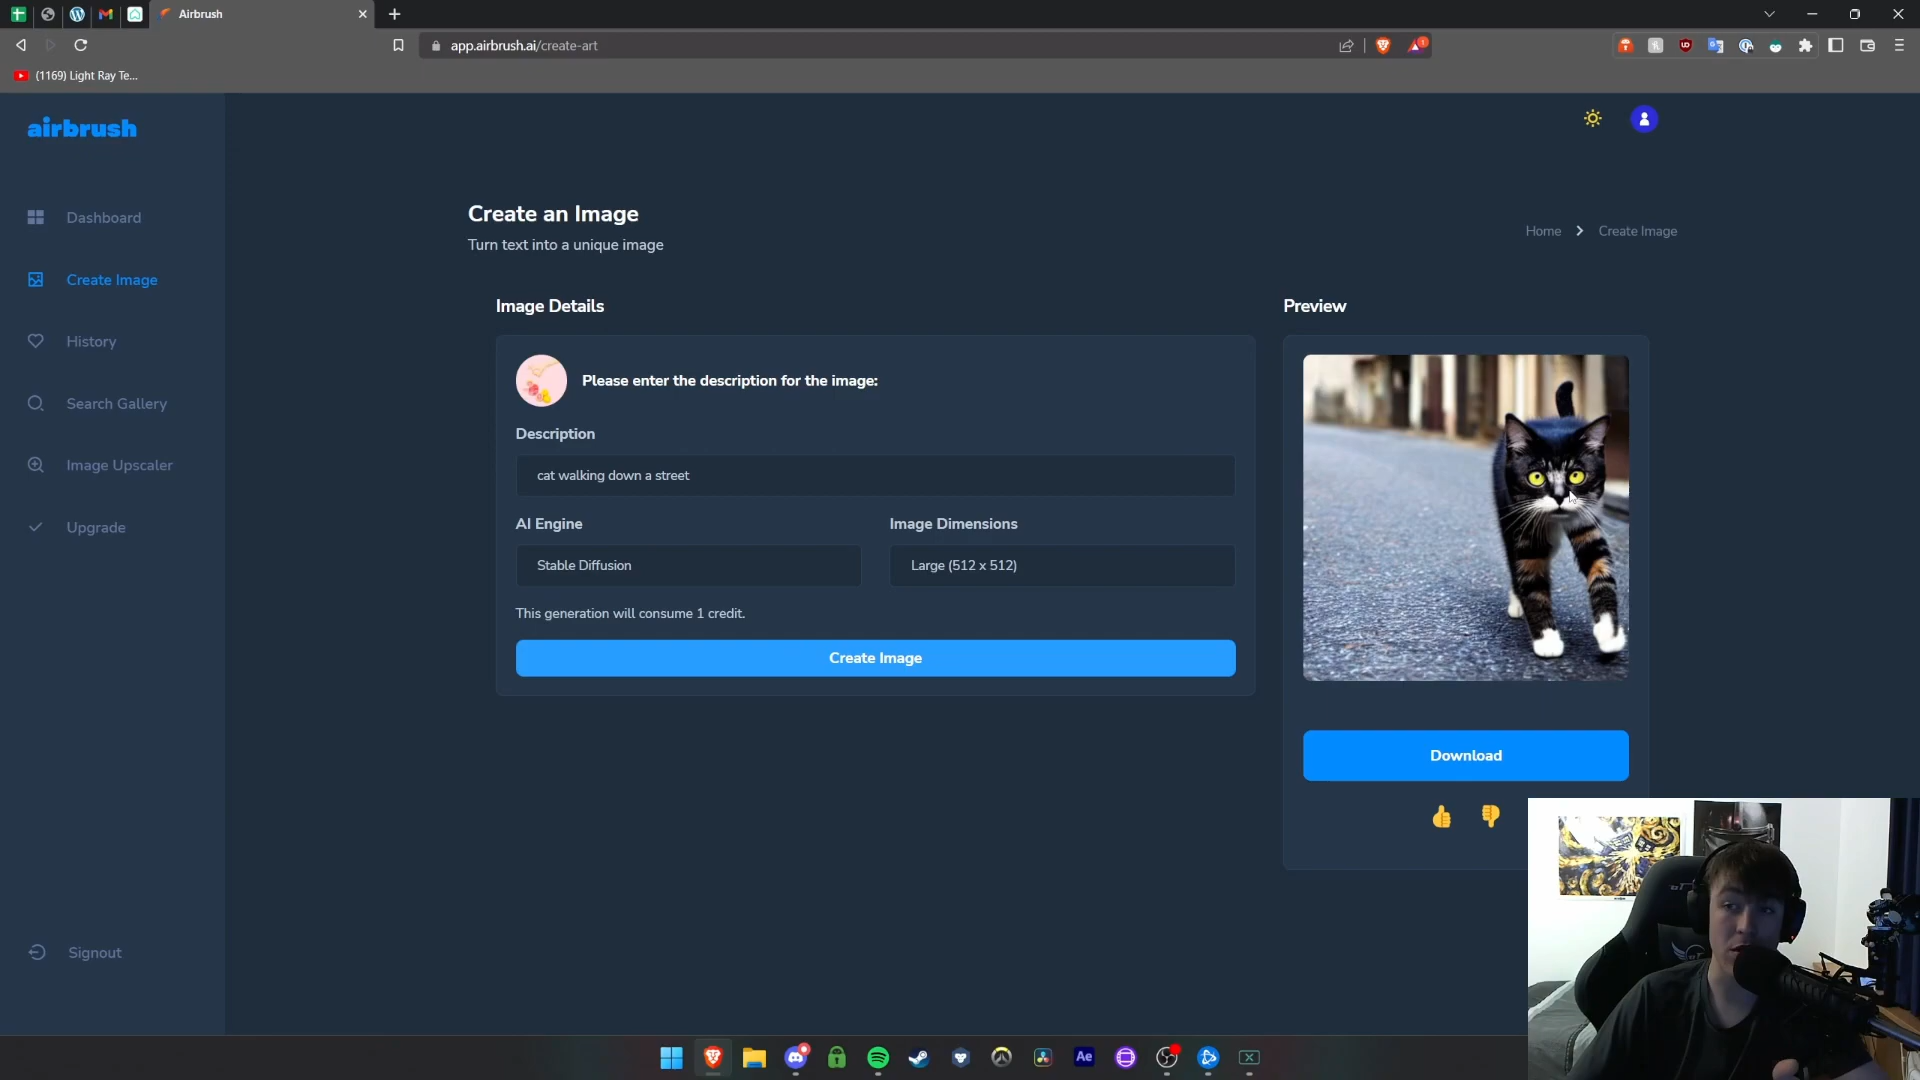 Airbrush
app.airbrush.ai/create-art
1
(1169) Light Ray Te...
airbrush
Dashboard
Create Image
History
Search Gallery
Image Upscaler
Upgrade
Signout
Create an Image
Turn text into a unique image
Home
Create Image
Image Details
Please enter the description for the image:
Description
cat walking down a street
AI Engine
Image Dimensions
Stable Diffusion
Large (512 x 512)
This generation will consume 1 credit.
Create Image
Preview
Download
Ae